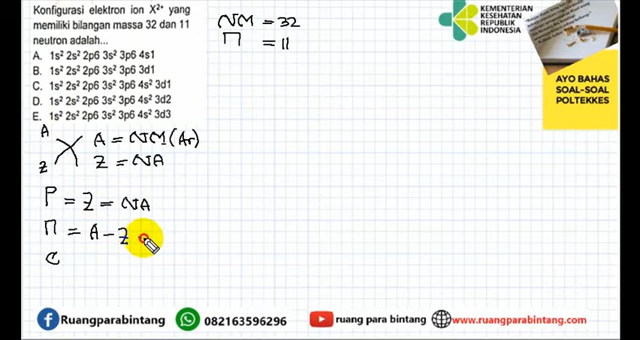 Konfigurasi elektron ion X²⁺ yang
memiliki bilangan massa 32 dan 11
neutron adalah...
A. 1s² 2s² 2p6 3s² 3p6 4s1
B. 1s² 2s² 2p6 3s² 3p6 3d1
C. 1s² 2s² 2p6 3s² 3p6 4s² 3d1
D. 1s² 2s² 2p6 3s² 3p6 4s² 3d2
E. 1s² 2s² 2p6 3s² 3p6 4s² 3d3
NM = 32
n = 11
KEMENTERIAN
KESEHATAN
REPUBLIK
INDONESIA
AYO BAHAS
SOAL-SOAL
POLTEKKES
A
X
Z
A = NM (Ar)
Z = NA
P = Z = NA
n = A - Z
e
Ruangparabintang
082163596296
ruang para bintang
www.ruangparabintang.com